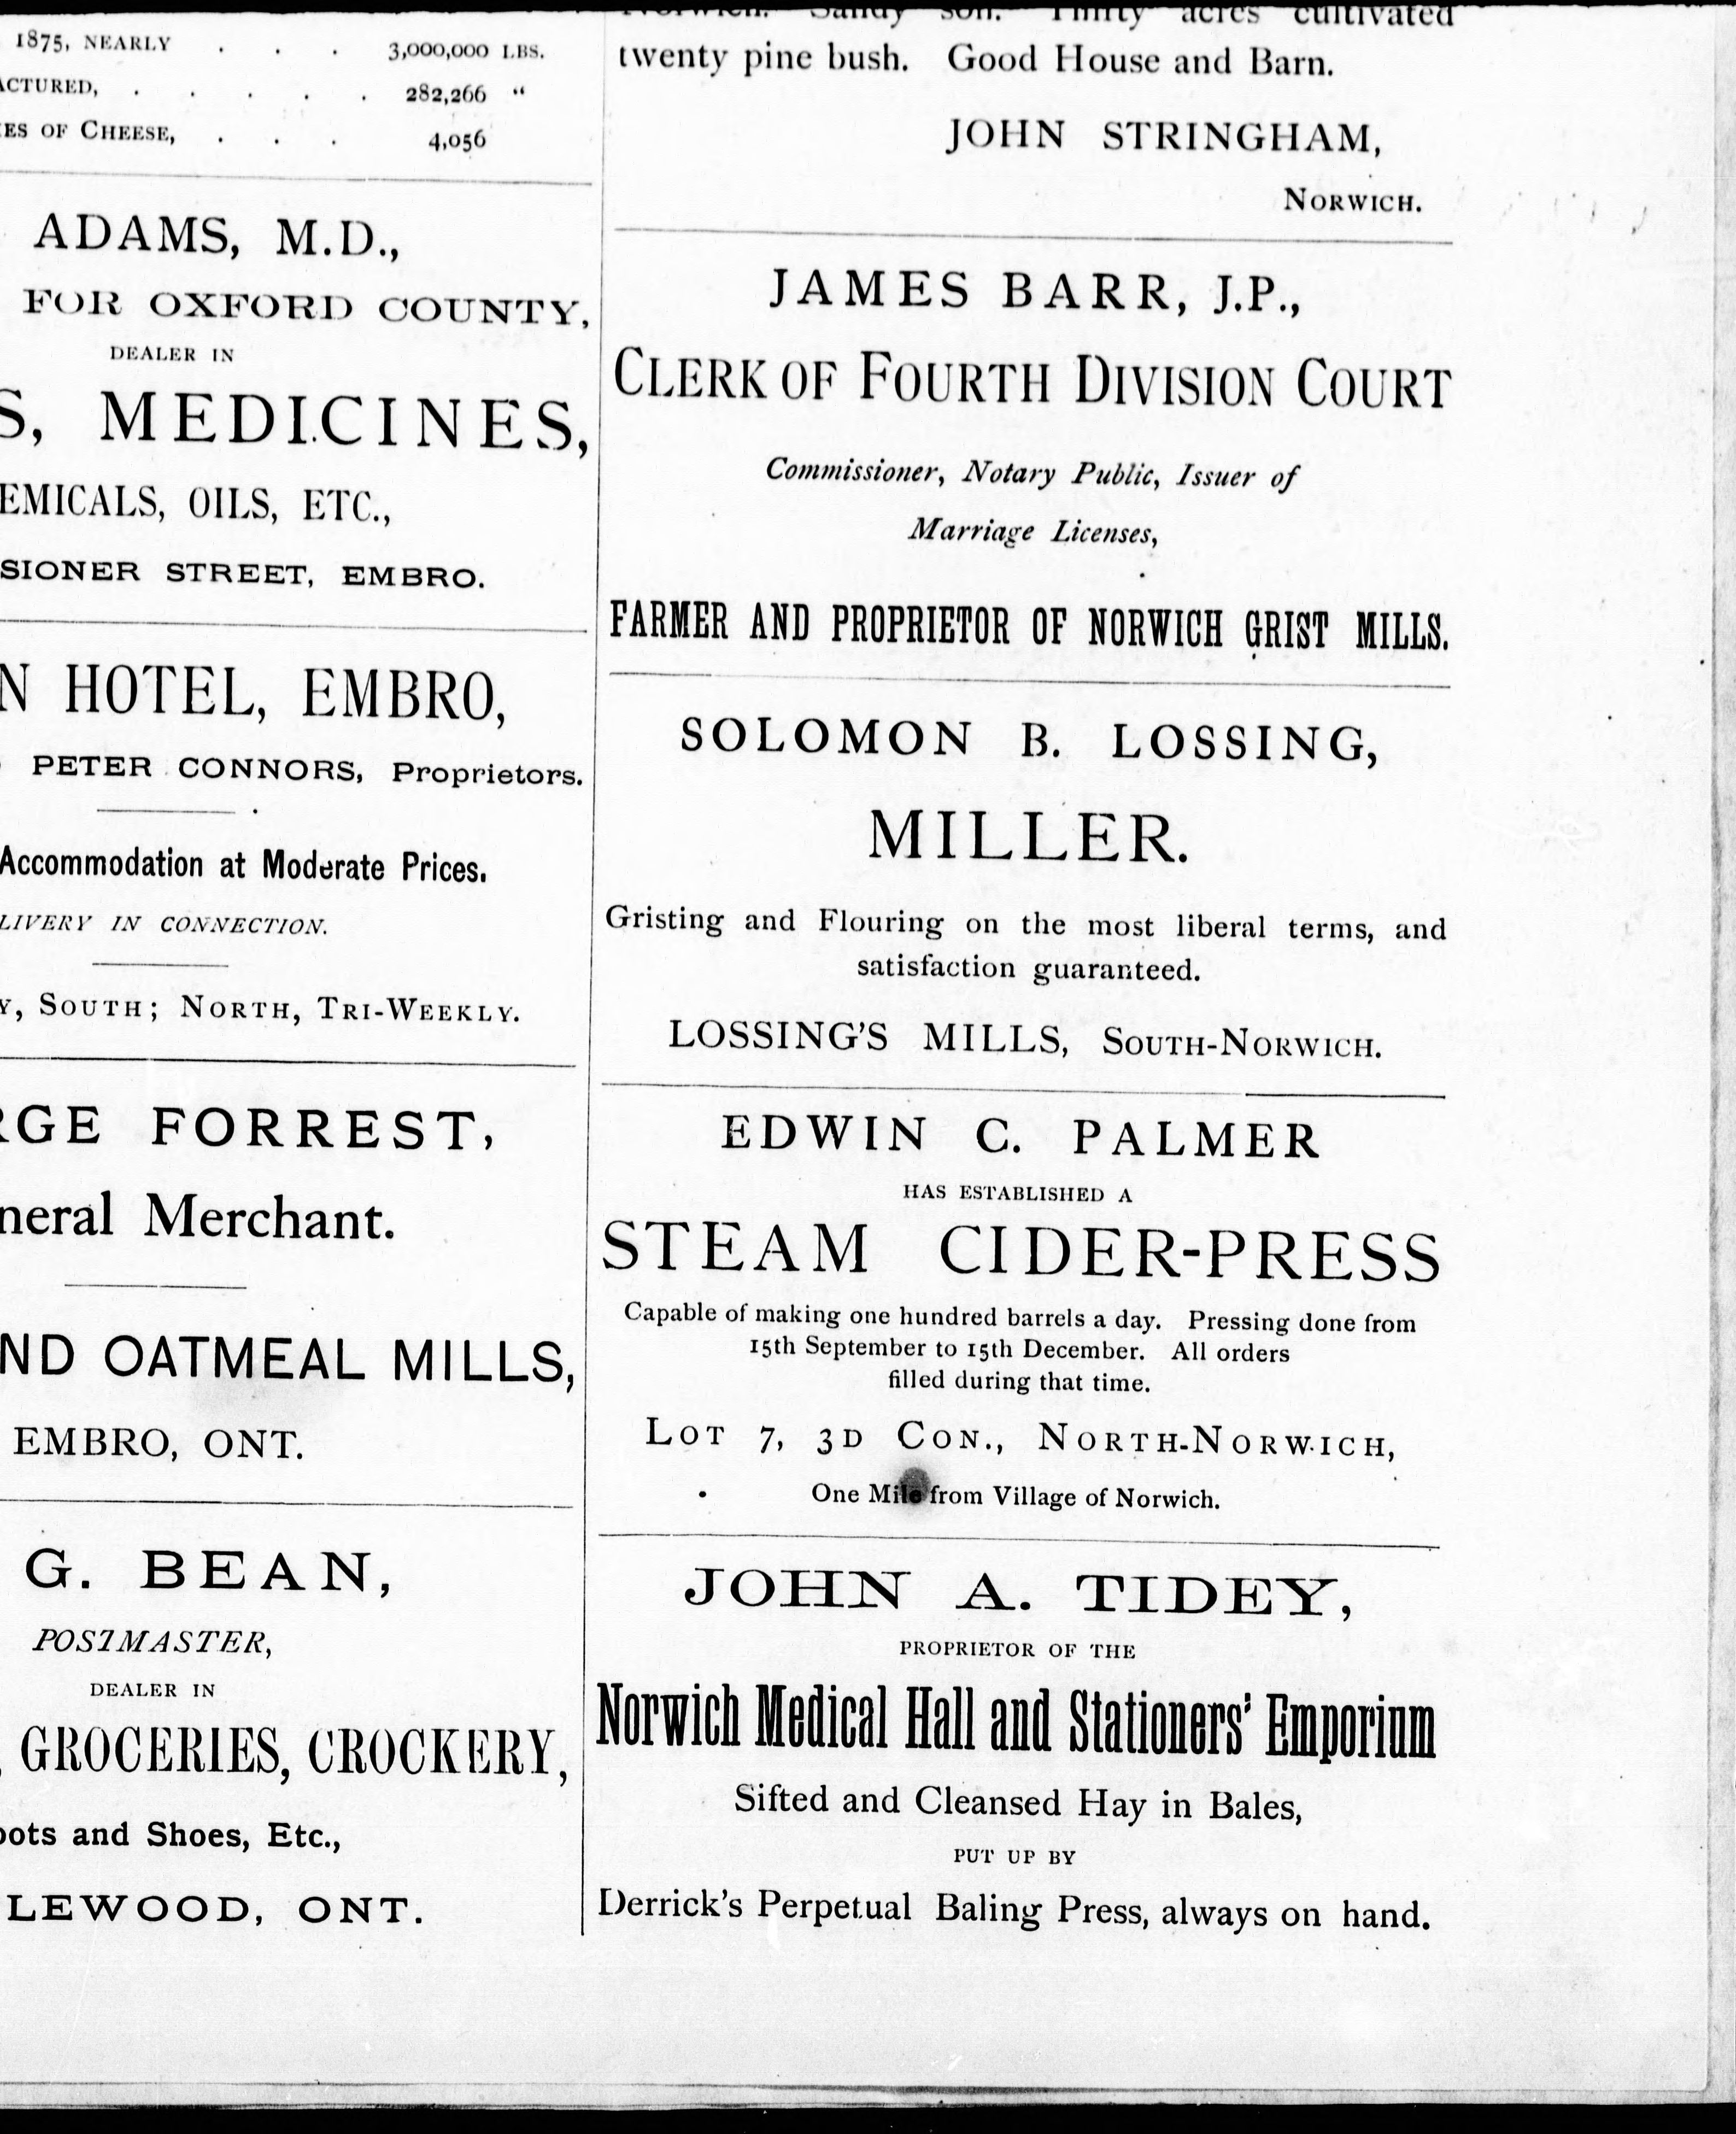 1875, NEARLY . . . 3,000,000 LBS.
ACTURED, . . . . . 282,266 "
ES OF CHEESE, . . . 4,056
ADAMS, M.D.,
FOR OXFORD COUNTY,
DEALER IN
S, MEDICINES,
EMICALS, OILS, ETC.,
SIONER STREET, EMBRO.
N HOTEL, EMBRO,
PETER CONNORS, Proprietors.
Accommodation at Moderate Prices.
LIVERY IN CONNECTION.
Y, SOUTH; NORTH, TRI-WEEKLY.
RGE FORREST,
neral Merchant.
ND OATMEAL MILLS,
EMBRO, ONT.
G. BEAN,
POSTMASTER,
DEALER IN
, GROCERIES, CROCKERY,
oots and Shoes, Etc.,
LEWOOD, ONT.
Norwich. Sandy soil. Thirty acres cultivated
twenty pine bush. Good House and Barn.
JOHN STRINGHAM,
NORWICH.
JAMES BARR, J.P.,
CLERK OF FOURTH DIVISION COURT
Commissioner, Notary Public, Issuer of
Marriage Licenses,
FARMER AND PROPRIETOR OF NORWICH GRIST MILLS.
SOLOMON B. LOSSING,
MILLER.
Gristing and Flouring on the most liberal terms, and
satisfaction guaranteed.
LOSSING'S MILLS, SOUTH-NORWICH.
EDWIN C. PALMER
HAS ESTABLISHED A
STEAM CIDER-PRESS
Capable of making one hundred barrels a day. Pressing done from
15th September to 15th December. All orders
filled during that time.
LOT 7, 3D CON., NORTH-NORWICH,
One Mile from Village of Norwich.
JOHN A. TIDEY,
PROPRIETOR OF THE
Norwich Medical Hall and Stationers' Emporium
Sifted and Cleansed Hay in Bales,
PUT UP BY
Derrick's Perpetual Baling Press, always on hand.